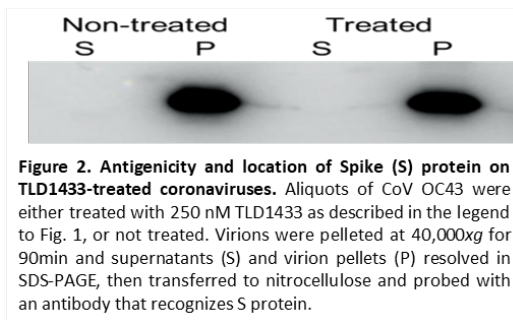 Non-treated Treated
S P S P
Figure 2. Antigenicity and location of Spike (S) protein on
TLD1433-treated coronaviruses. Aliquots of CoV OC43 were
either treated with 250 nM TLD1433 as described in the legend
to Fig. 1, or not treated. Virions were pelleted at 40,000xg for
90min and supernatants (S) and virion pellets (P) resolved in
SDS-PAGE, then transferred to nitrocellulose and probed with
an antibody that recognizes S protein.